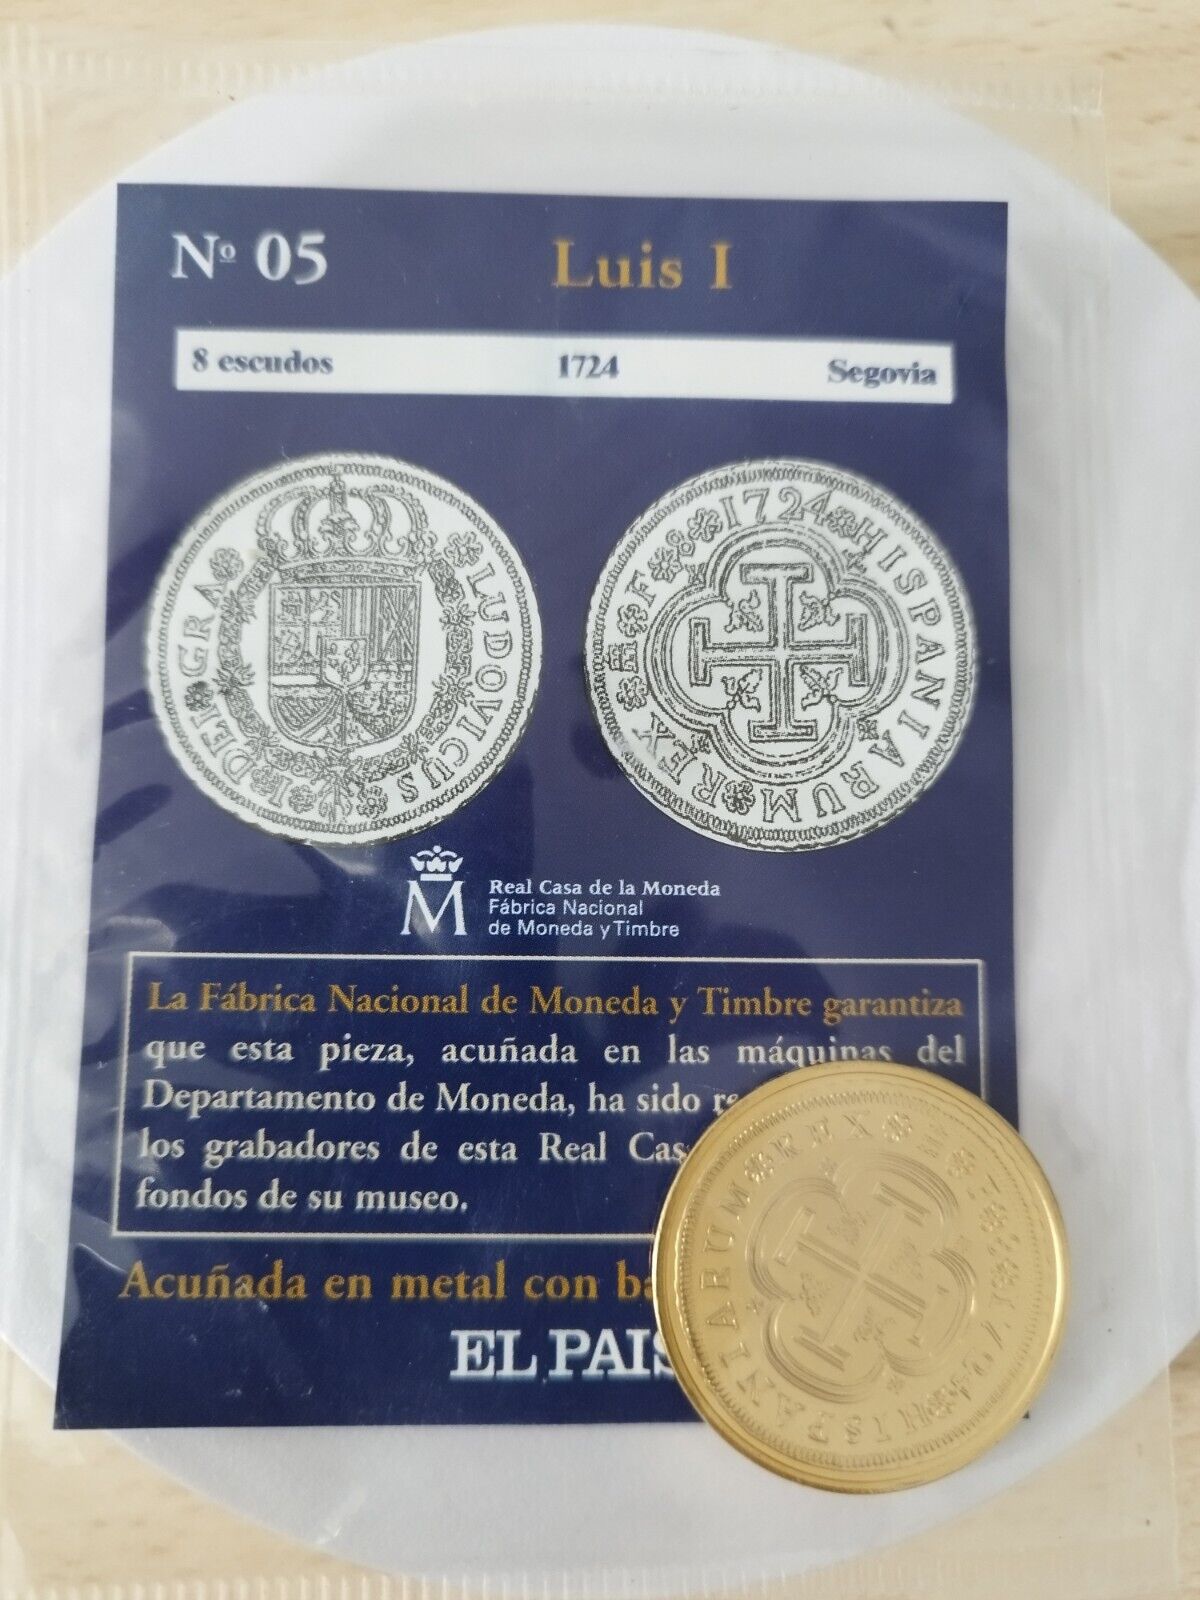 Nº 05
Luis I
8 escudos 1724 Segovia
LUDOVICUS I DEI GRA
1724 HISPANIARUM REX F
Real Casa de la Moneda
Fábrica Nacional
de Moneda y Timbre
La Fábrica Nacional de Moneda y Timbre garantiza
que esta pieza, acuñada en las máquinas del
Departamento de Moneda, ha sido
los grabadores de esta Real
fondos de su museo.
Acuñada en metal con
EL PAIS
1724 HISPANIARUM REX